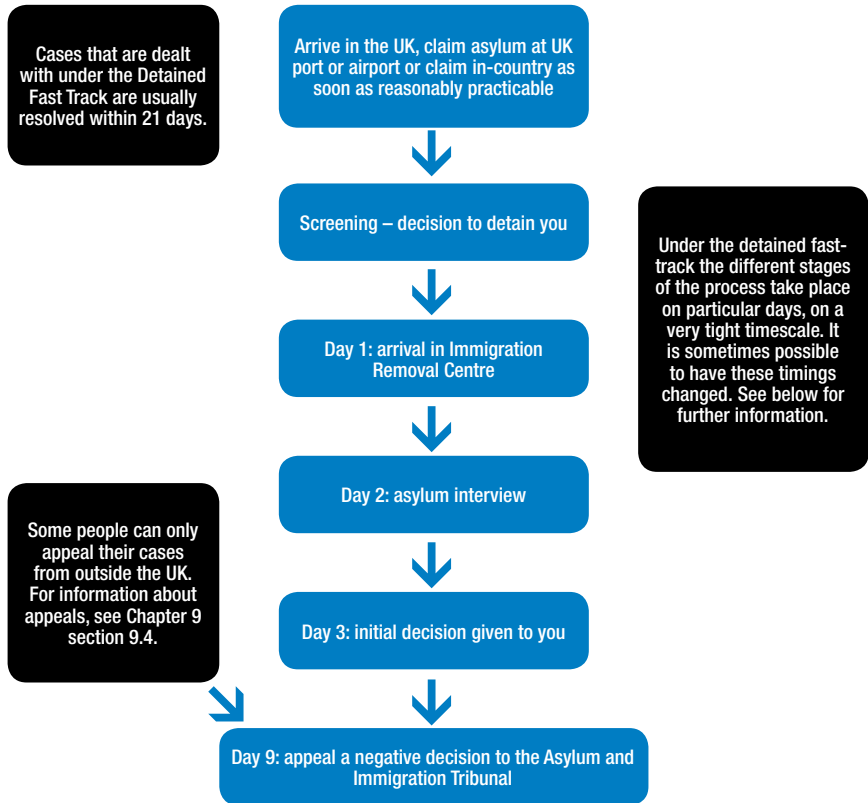 Cases that are dealt
with under the Detained
Fast Track are usually
resolved within 21 days.
Arrive in the UK, claim asylum at UK
port or airport or claim in-country as
soon as reasonably practicable
Screening – decision to detain you
Under the detained fast-
track the different stages
of the process take place
on particular days, on a
very tight timescale. It
is sometimes possible
to have these timings
changed. See below for
further information.
Day 1: arrival in Immigration
Removal Centre
Day 2: asylum interview
Some people can only
appeal their cases
from outside the UK.
For information about
appeals, see Chapter 9
section 9.4.
Day 3: initial decision given to you
Day 9: appeal a negative decision to the Asylum and
Immigration Tribunal